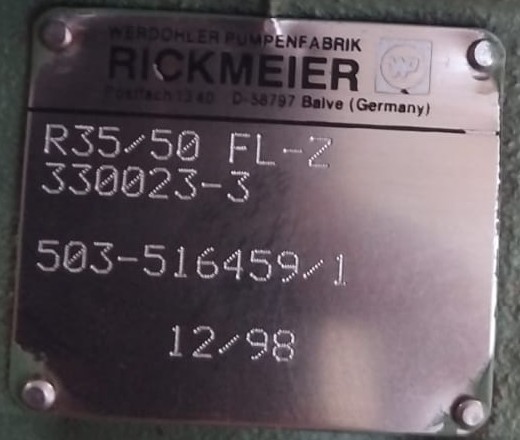 WERDOHLER PUMPENFABRIK
RICKMEIER
Postfach 1340 D-58797 Balve (Germany)
R35/50 FL-Z
330023-3
503-516459/1
12/98